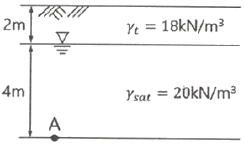 2m
γt = 18kN/m³
4m
γsat = 20kN/m³
A